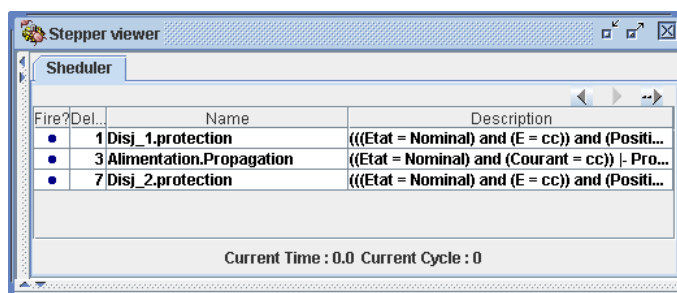 Stepper viewer
Sheduler
Fire? Del... Name Description
1 Disj_1.protection (((Etat = Nominal) and (E = cc)) and (Positi...
3 Alimentation.Propagation ((Etat = Nominal) and (Courant = cc)) |- Pro...
7 Disj_2.protection (((Etat = Nominal) and (E = cc)) and (Positi...
Current Time : 0.0 Current Cycle : 0